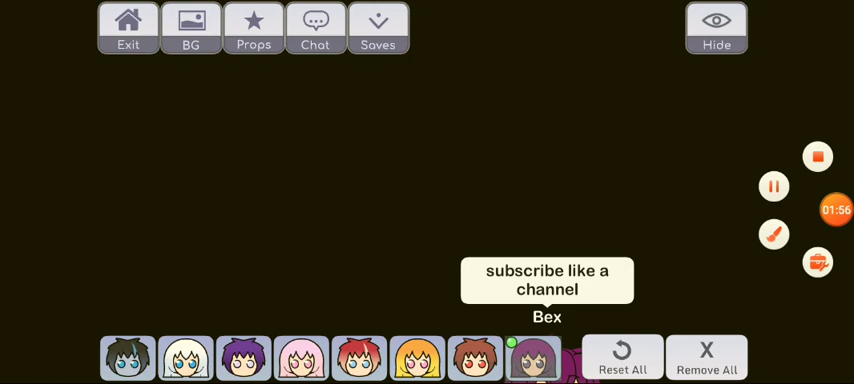 Exit
BG
Props
Chat
Saves
Hide
01:56
subscribe like a
channel
Bex
Reset All
X
Remove All